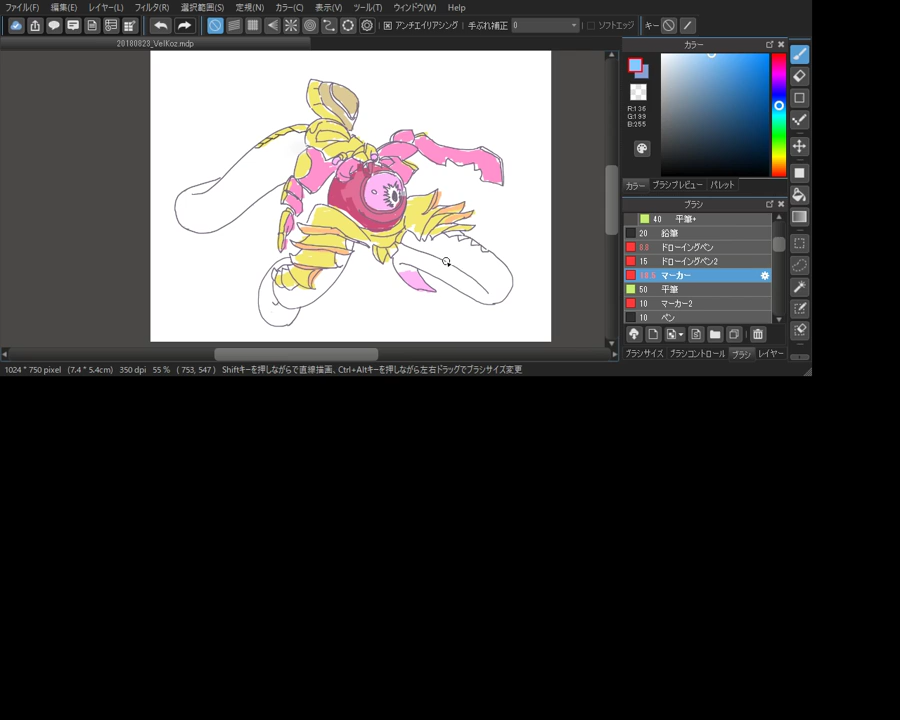 ファイル(F) 編集(E) レイヤー(L) フィルタ(R) 選択範囲(S) 定規(N) カラー(C) 表示(V) ツール(T) ウィンドウ(W) Help
アンチエイリアシング 手ぶれ補正 0 ソフトエッジ キー
20180823_VelKoz.mdp
カラー
R:136
G:199
B:255
カラー ブラシプレビュー パレット
ブラシ
40 平筆+
20 鉛筆
8.8 ドローイングペン
15 ドローイングペン2
マーカー
50 平筆
10 マーカー2
10 ペン
ブラシサイズ ブラシコントロール ブラシ レイヤー
1024 * 750 pixel (7.4 * 5.4cm) 350 dpi 55 % ( 753, 547 ) Shiftキーを押しながらで直線描画、Ctrl+Altキーを押しながら左右ドラッグでブラシサイズ変更